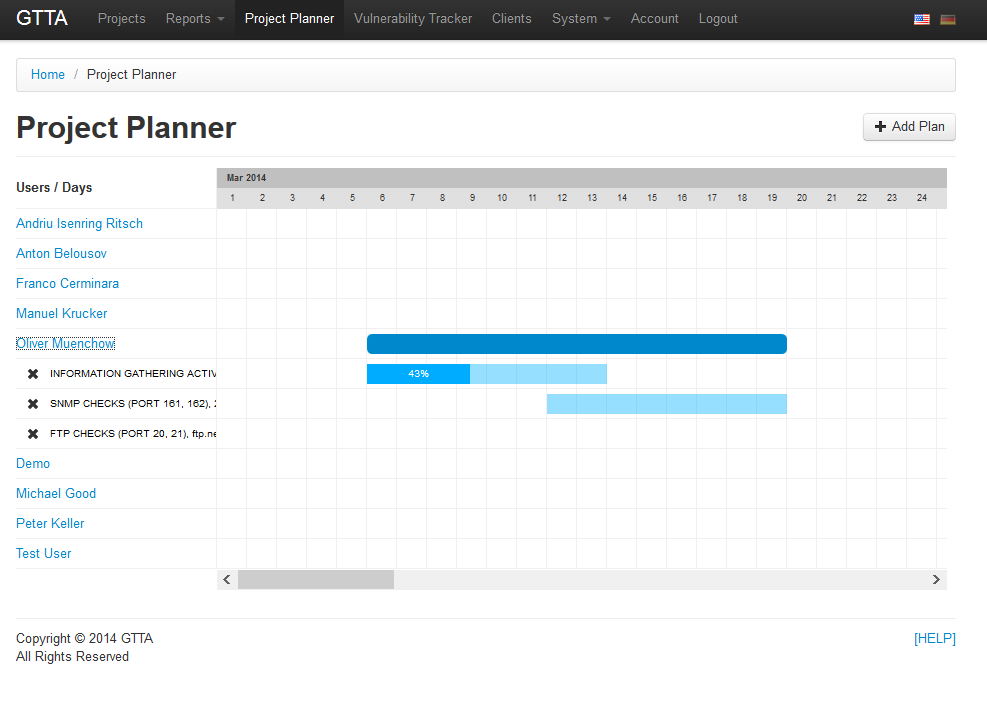 GTTA Projects Reports Project Planner Vulnerability Tracker Clients System Account Logout
Home / Project Planner
Project Planner
Add Plan
Users / Days
Mar 2014
1 2 3 4 5 6 7 8 9 10 11 12 13 14 15 16 17 18 19 20 21 22 23 24
Andriu Isenring Ritsch
Anton Belousov
Franco Cerminara
Manuel Krucker
Oliver Muenchow
INFORMATION GATHERING ACTIV
43%
SNMP CHECKS (PORT 161, 162),
FTP CHECKS (PORT 20, 21), ftp.ne
Demo
Michael Good
Peter Keller
Test User
Copyright © 2014 GTTA
[HELP]
All Rights Reserved